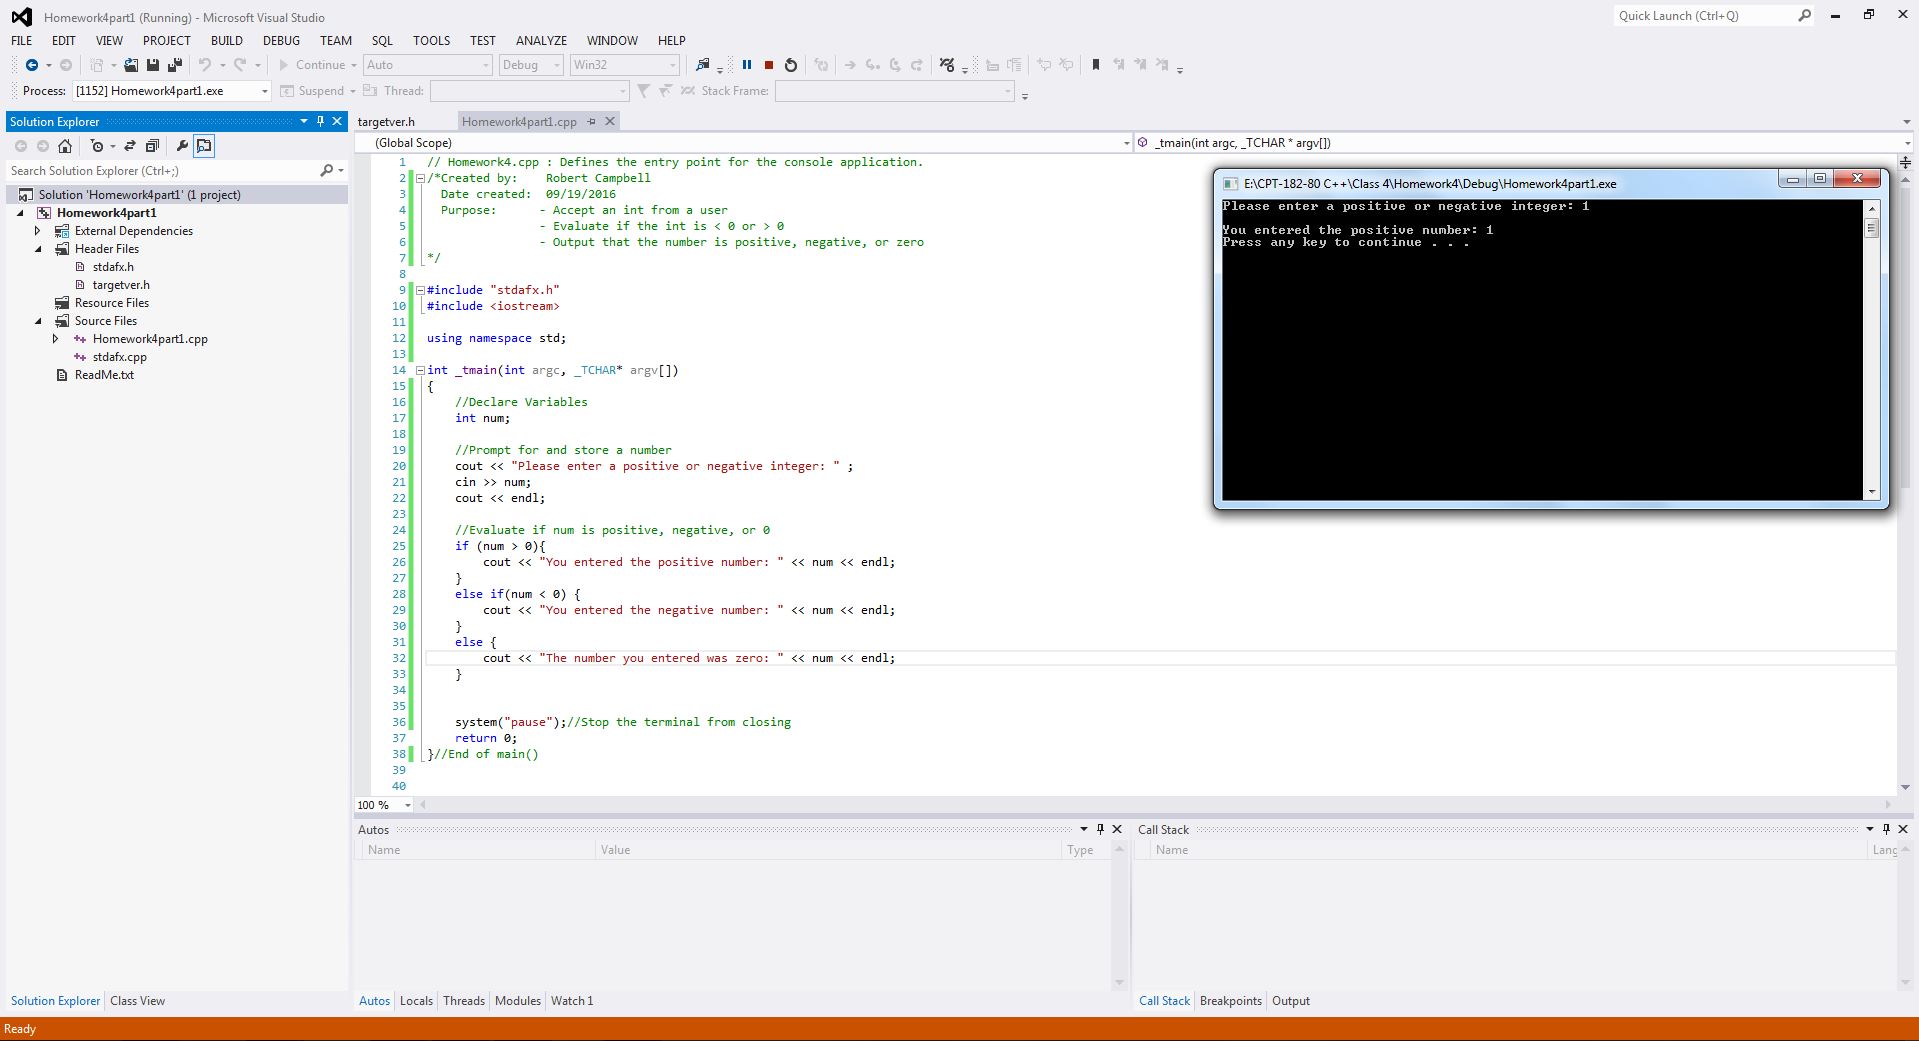 Homework4part1 (Running) - Microsoft Visual Studio
Quick Launch (Ctrl+Q)
FILE EDIT VIEW PROJECT BUILD DEBUG TEAM SQL TOOLS TEST ANALYZE WINDOW HELP
Continue Auto Debug Win32
Process: [1152] Homework4part1.exe Suspend Thread: Stack Frame:
Solution Explorer
Search Solution Explorer (Ctrl+;)
Solution 'Homework4part1' (1 project)
Homework4part1
External Dependencies
Header Files
stdafx.h
targetver.h
Resource Files
Source Files
Homework4part1.cpp
stdafx.cpp
ReadMe.txt
Solution Explorer Class View
targetver.h Homework4part1.cpp
(Global Scope) _tmain(int argc, _TCHAR * argv[])
1 // Homework4.cpp : Defines the entry point for the console application.
2 /*Created by: Robert Campbell
3 Date created: 09/19/2016
4 Purpose: - Accept an int from a user
5 - Evaluate if the int is < 0 or > 0
6 - Output that the number is positive, negative, or zero
7 */
8
9 #include "stdafx.h"
10 #include <iostream>
11
12 using namespace std;
13
14 int _tmain(int argc, _TCHAR* argv[])
15 {
16 //Declare Variables
17 int num;
18
19 //Prompt for and store a number
20 cout << "Please enter a positive or negative integer: " ;
21 cin >> num;
22 cout << endl;
23
24 //Evaluate if num is positive, negative, or 0
25 if (num > 0){
26 cout << "You entered the positive number: " << num << endl;
27 }
28 else if(num < 0) {
29 cout << "You entered the negative number: " << num << endl;
30 }
31 else {
32 cout << "The number you entered was zero: " << num << endl;
33 }
34
35
36 system("pause");//Stop the terminal from closing
37 return 0;
38 }//End of main()
39
40
100 %
E:\CPT-182-80 C++\Class 4\Homework4\Debug\Homework4part1.exe
Please enter a positive or negative integer: 1
You entered the positive number: 1
Press any key to continue . . .
Autos
Name Value Type
Autos Locals Threads Modules Watch 1
Call Stack
Name Lang
Call Stack Breakpoints Output
Ready